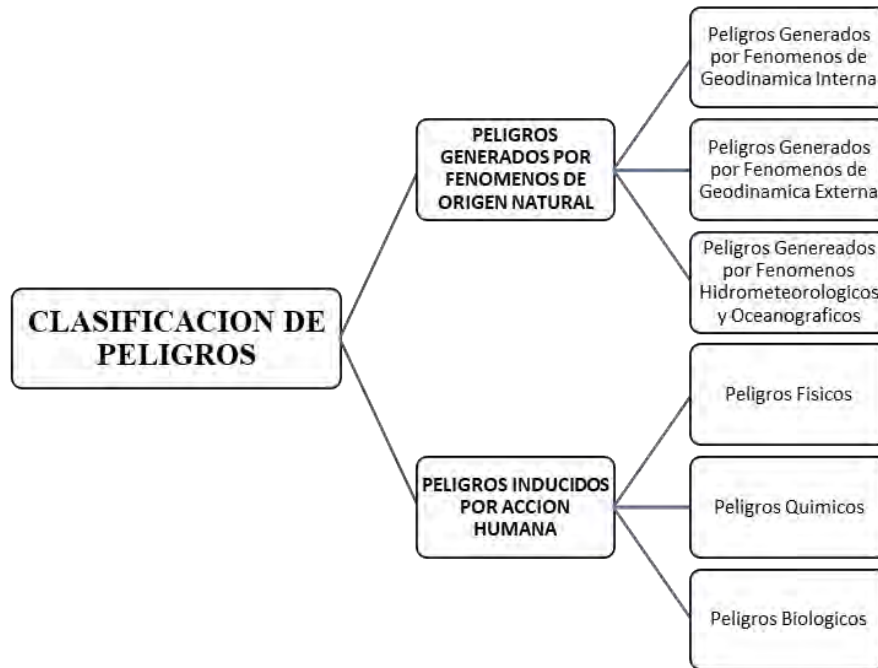 CLASIFICACION DE
PELIGROS
PELIGROS
GENERADOS POR
FENOMENOS DE
ORIGEN NATURAL
Peligros Generados
por Fenomenos de
Geodinamica Interna
Peligros Generados
por Fenomenos de
Geodinamica Externa
Peligros Genereados
por Fenomenos
Hidrometeorologicos
y Oceanograficos
PELIGROS INDUCIDOS
POR ACCION
HUMANA
Peligros Fisicos
Peligros Quimicos
Peligros Biologicos